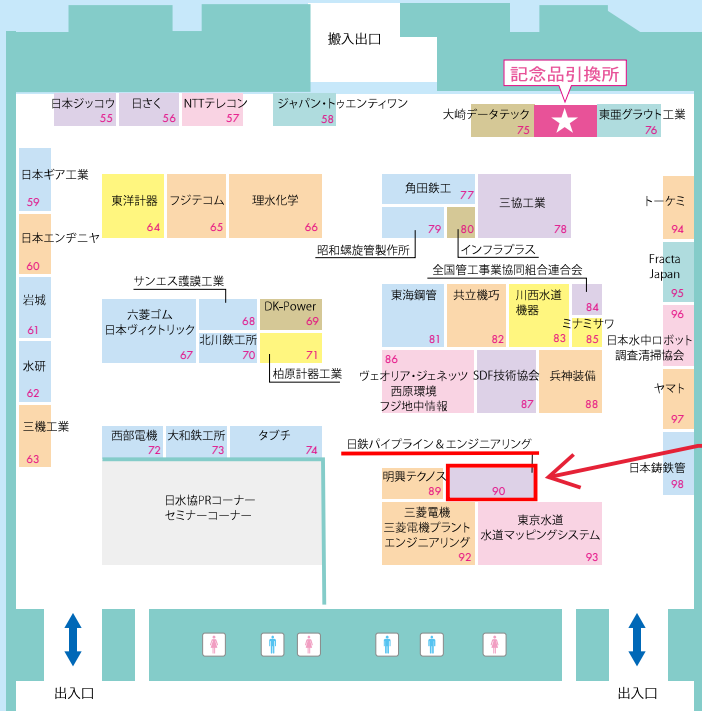 搬入出口
記念品引換所
日本ジッコウ
55
日さく
56
NTTテレコン
57
ジャパン・トゥエンティワン
58
大崎データテック
75
東亜グラウト工業
76
日本ギア工業
59
日本エンヂニヤ
60
岩城
61
水研
62
三機工業
63
東洋計器
64
フジテコム
65
理水化学
66
角田鉄工
77
三協工業
78
79
80
昭和螺旋管製作所
インフラプラス
トーケミ
94
Fracta
Japan
95
96
日本水中ロボット
調査清掃協会
ヤマト
97
日本鋳鉄管
98
サンエス護膜工業
六菱ゴム
日本ヴィクトリック
67
68
DK-Power
69
北川鉄工所
70
71
柏原計器工業
全国管工事業協同組合連合会
東海鋼管
81
共立機巧
82
川西水道
機器
83
84
ミナミサワ
85
86
ヴェオリア・ジェネッツ
西原環境
フジ地中情報
SDF技術協会
87
兵神装備
88
西部電機
72
大和鉄工所
73
タブチ
74
日水協PRコーナー
セミナーコーナー
日鉄パイプライン＆エンジニアリング
明興テクノス
89
90
三菱電機
三菱電機プラント
エンジニアリング
92
東京水道
水道マッピングシステム
93
出入口
出入口